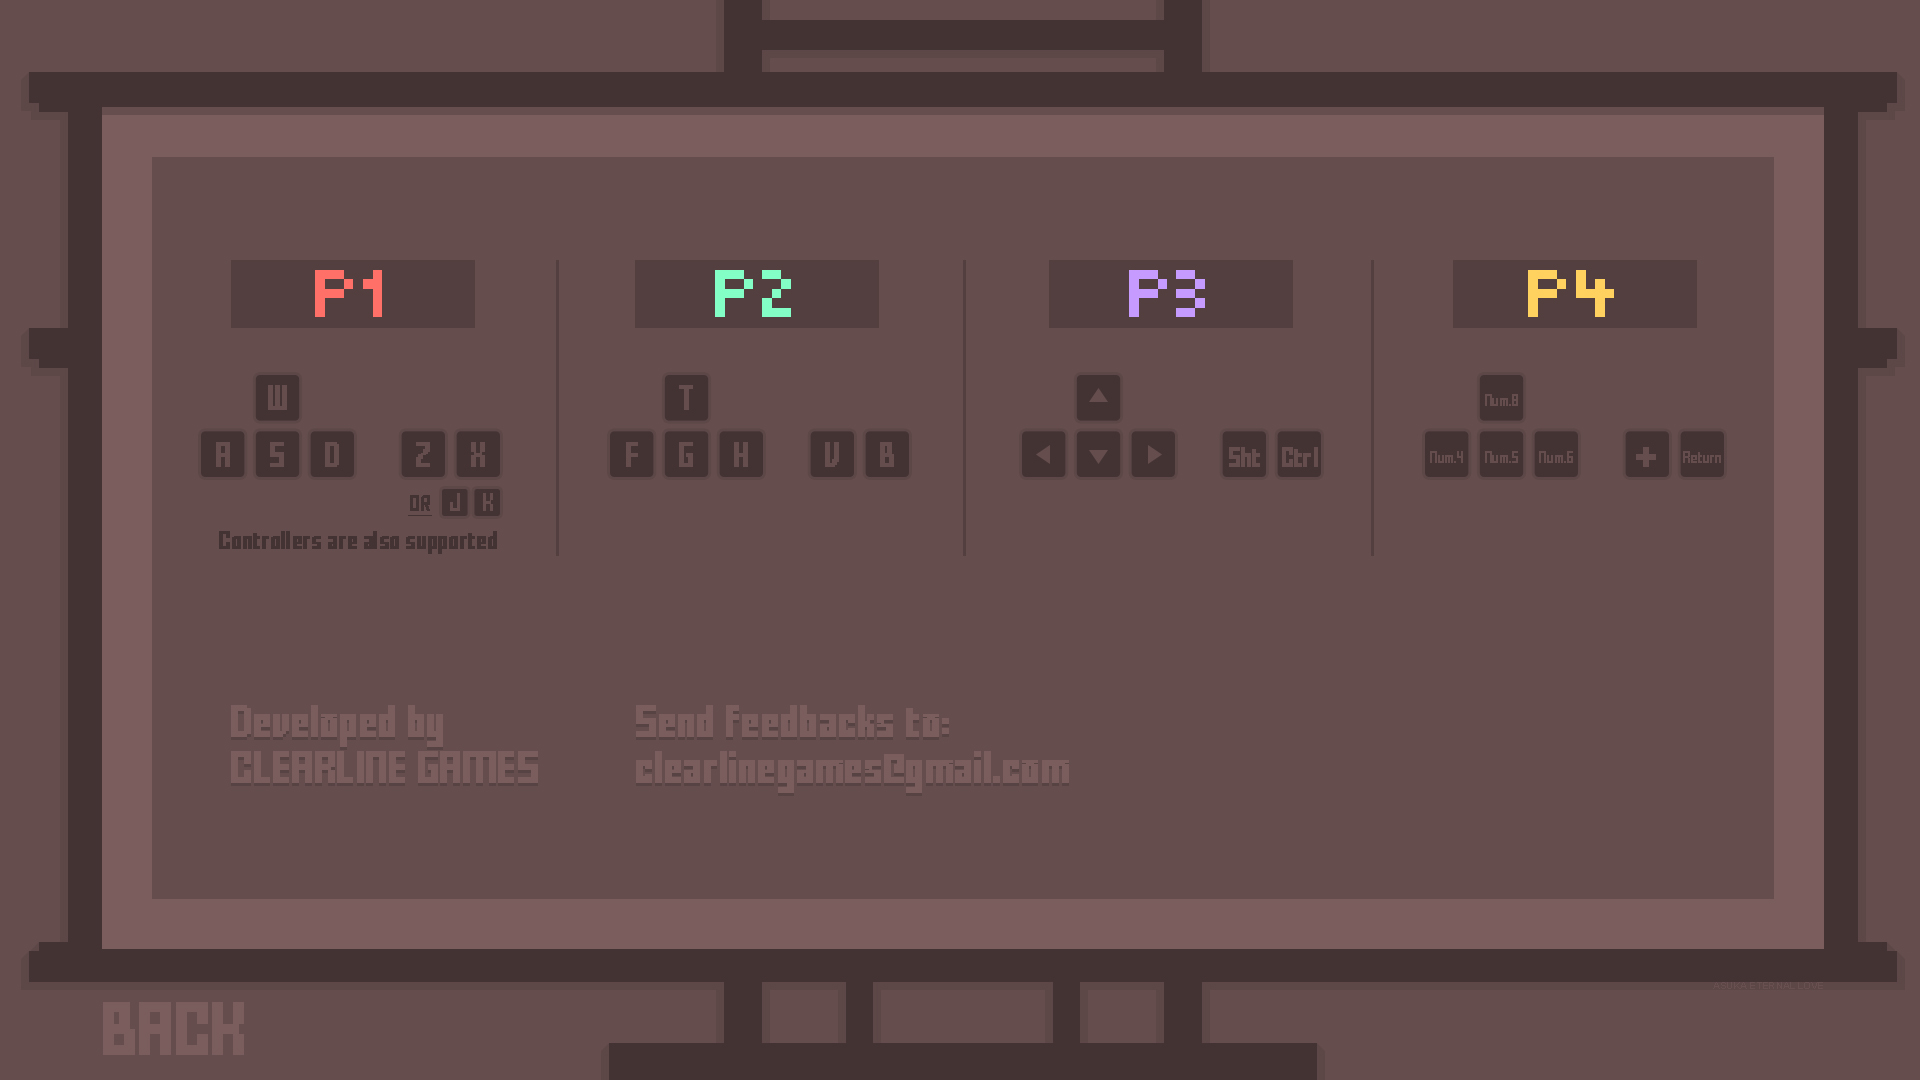 P1 P2 P3 P4
W T Num.8
A S D Z X F G H V B Sht Ctrl Num.4 Num.5 Num.6 + Return
OR J K
Controllers are also supported
Developed by
CLEARLINE GAMES
Send feedbacks to:
clearlinegames@gmail.com
BACK